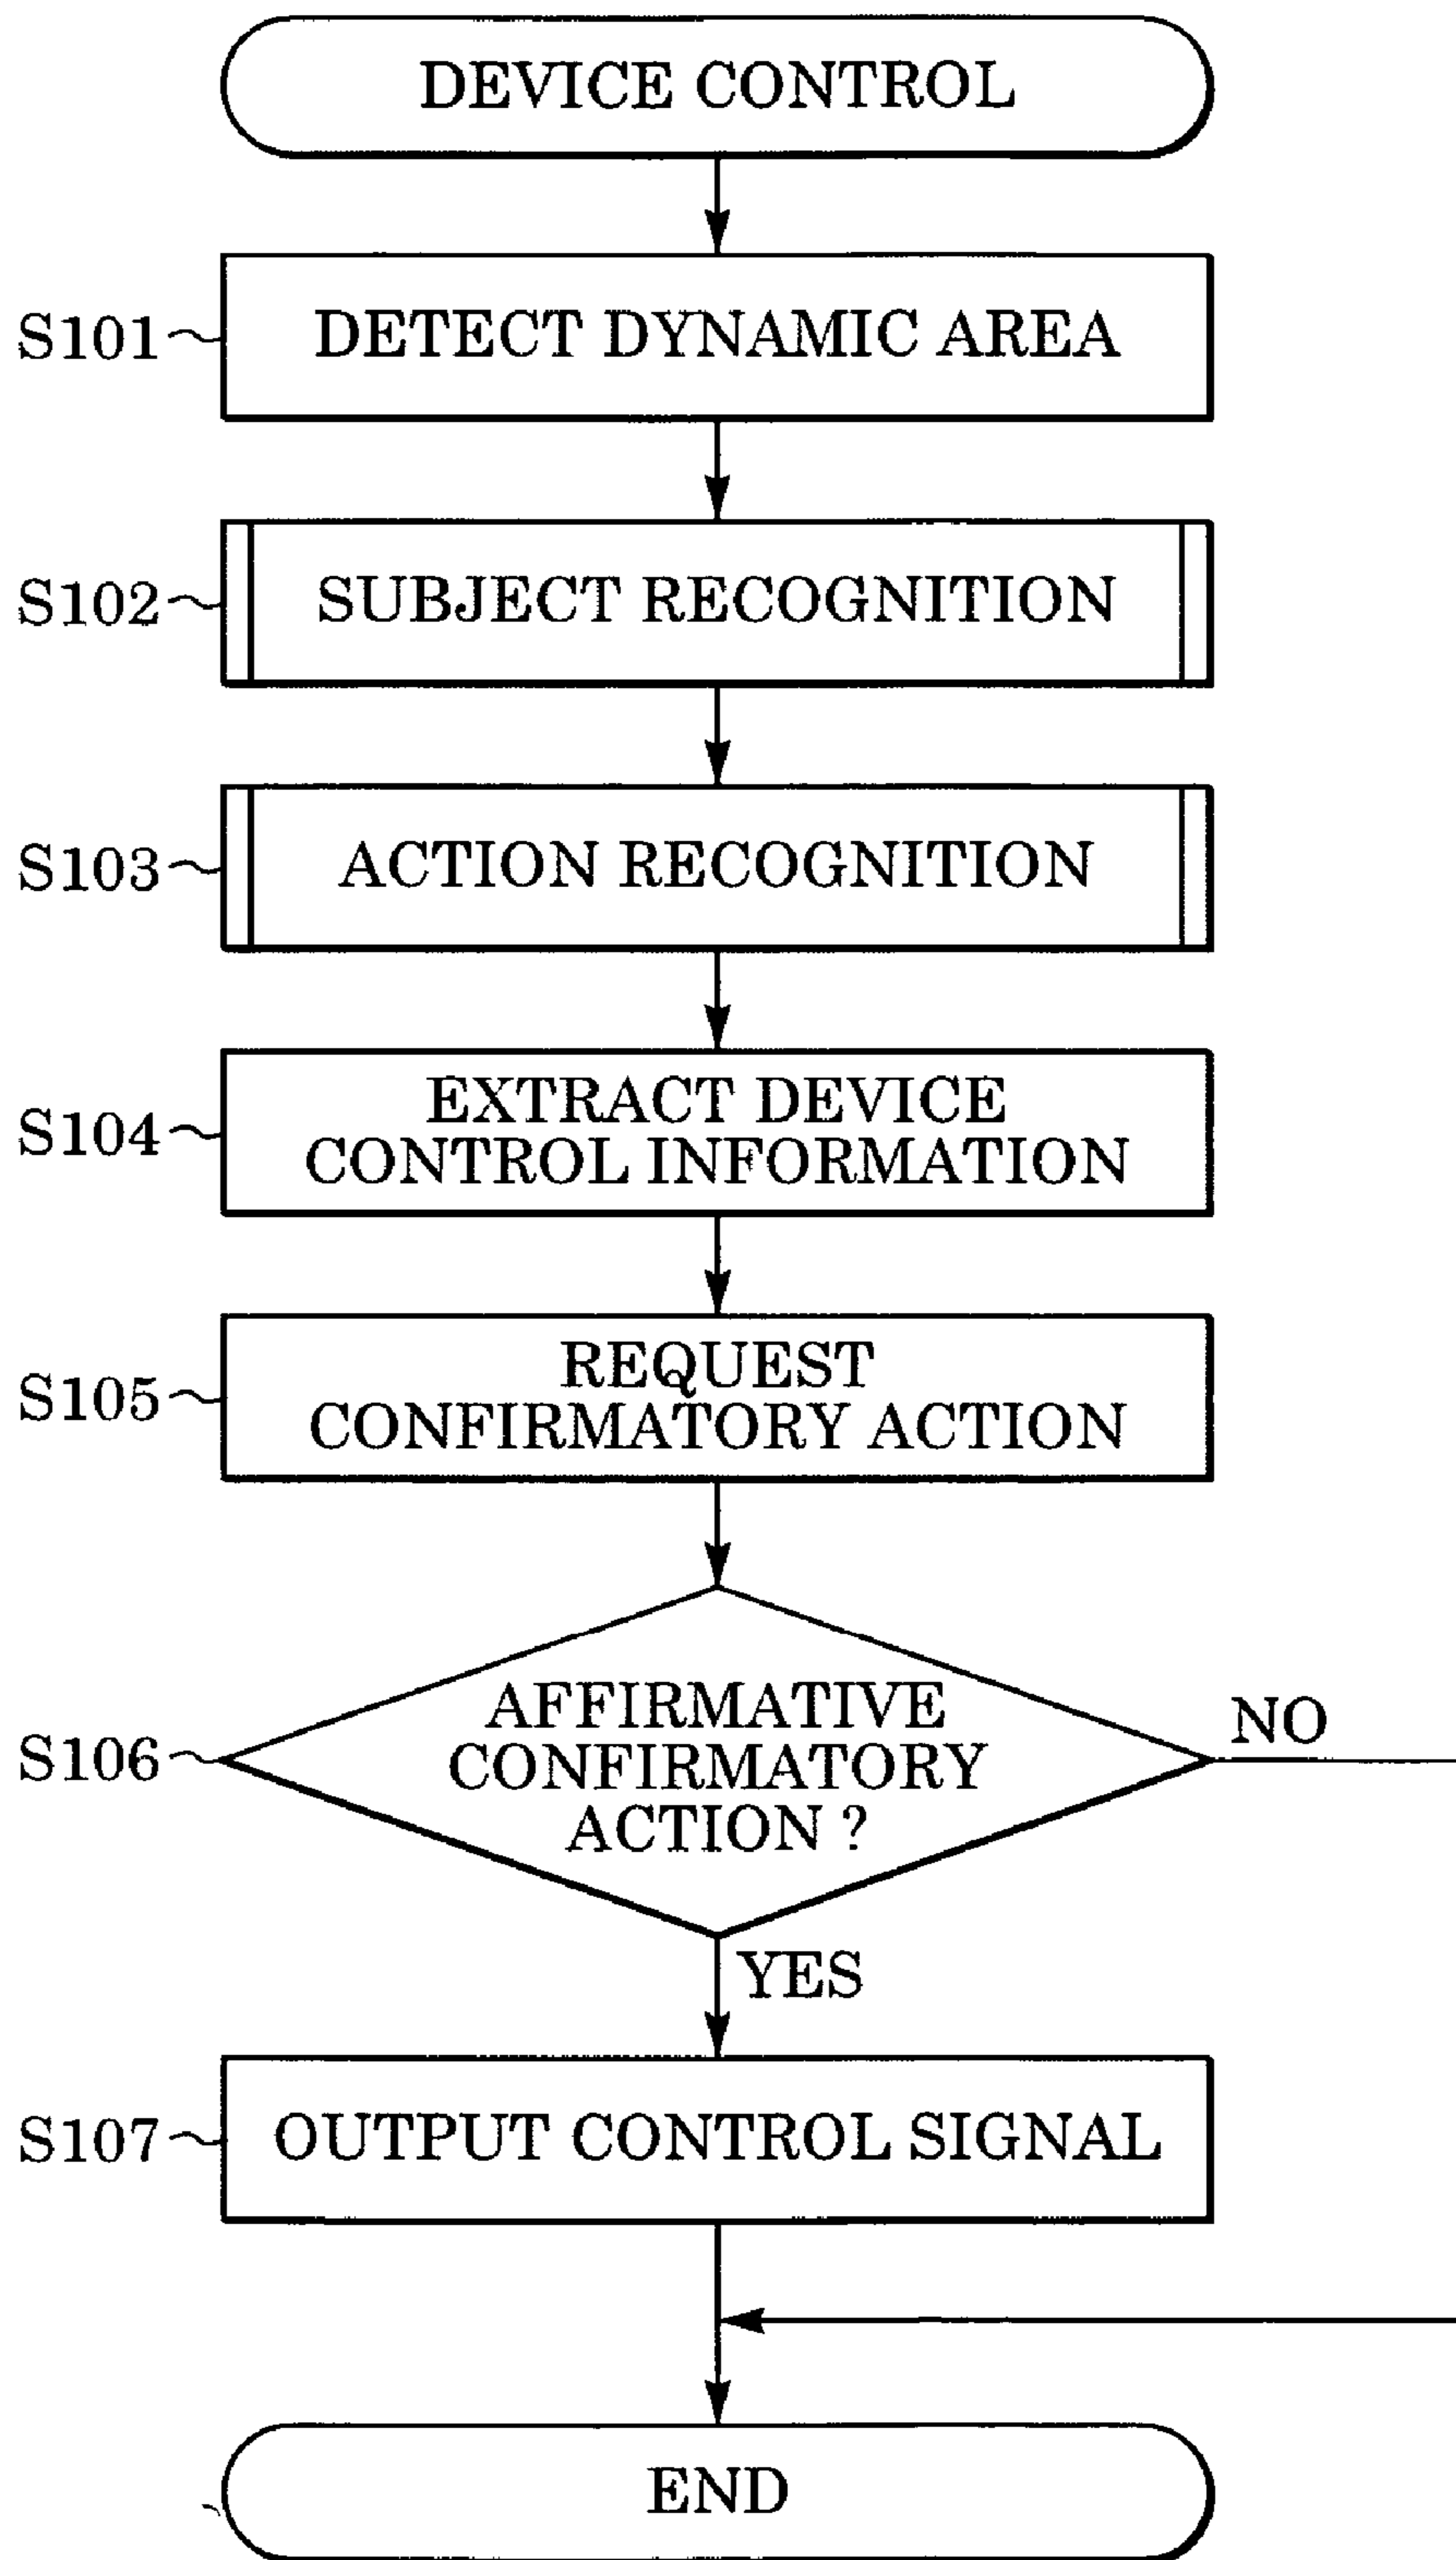 DEVICE CONTROL
S101
DETECT DYNAMIC AREA
S102
SUBJECT RECOGNITION
S103
ACTION RECOGNITION
S104
EXTRACT DEVICE
CONTROL INFORMATION
S105
REQUEST
CONFIRMATORY ACTION
S106
AFFIRMATIVE
CONFIRMATORY
ACTION ?
NO
YES
S107
OUTPUT CONTROL SIGNAL
END